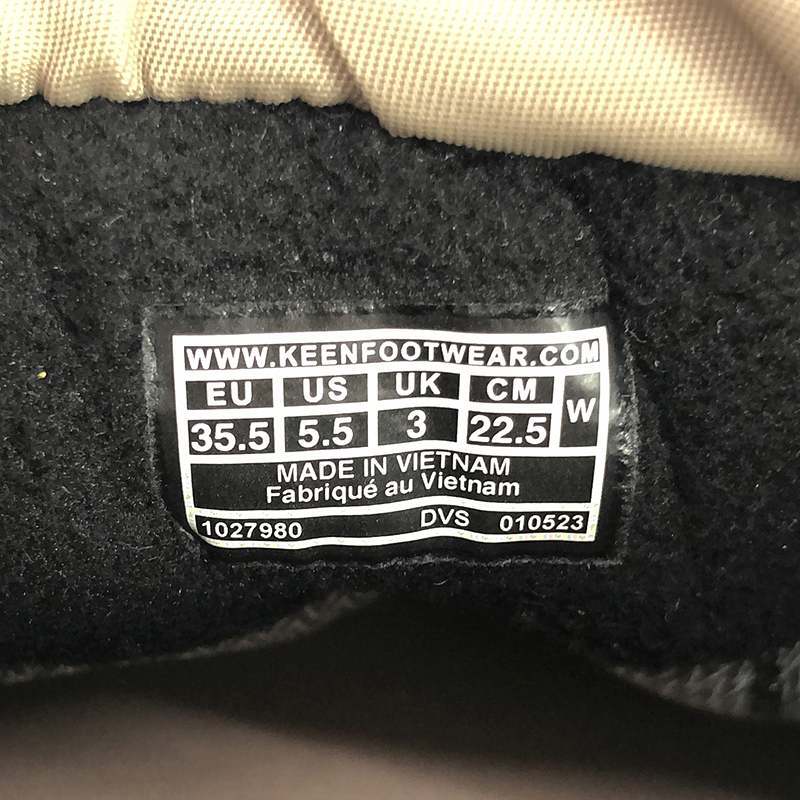 WWW.KEENFOOTWEAR.COM
EU US UK CM W
35.5 5.5 3 22.5
MADE IN VIETNAM
Fabriqué au Vietnam
1027980 DVS 010523